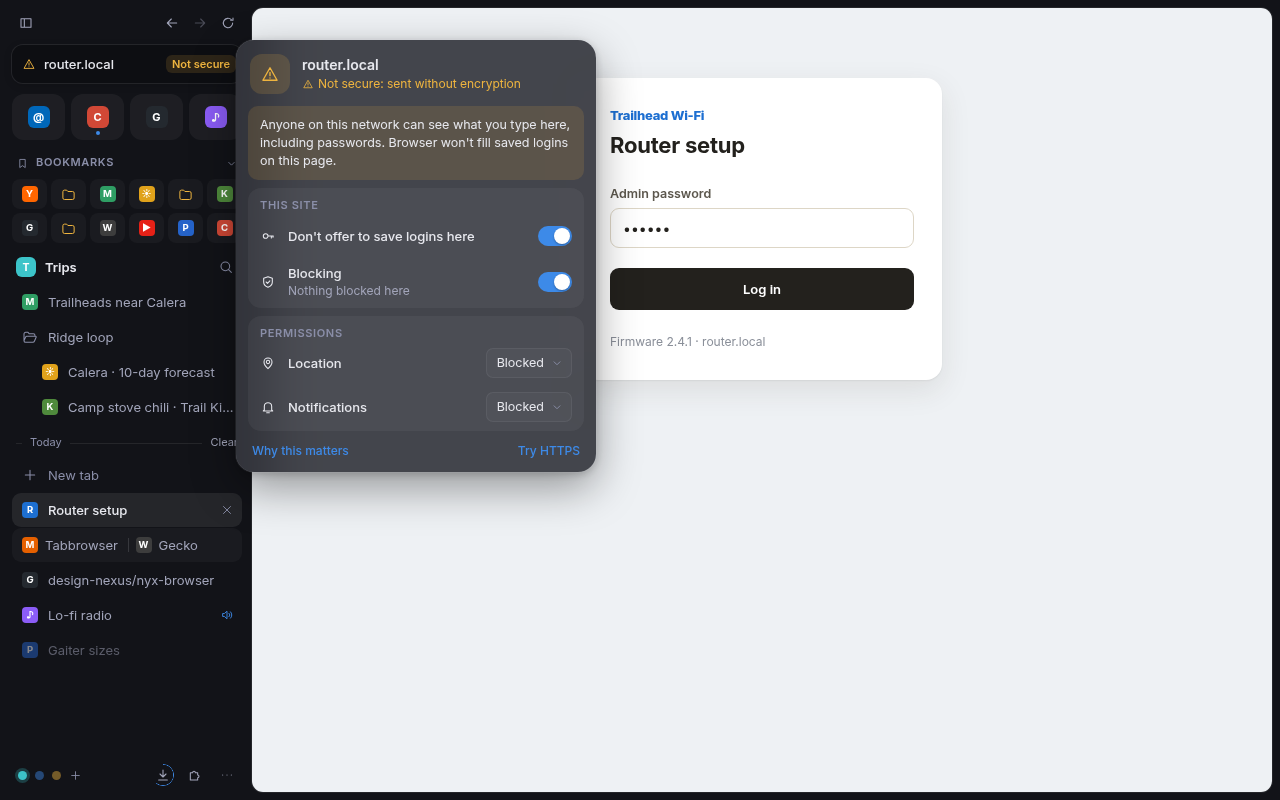 router.local
Not secure
@
C
G
BOOKMARKS
Y
M
K
G
W
P
C
T
Trips
M
Trailheads near Calera
Ridge loop
Calera · 10-day forecast
K
Camp stove chili · Trail Ki...
Today
Clear
New tab
R
Router setup
M
Tabbrowser
W
Gecko
G
design-nexus/nyx-browser
Lo-fi radio
P
Gaiter sizes
router.local
Not secure: sent without encryption
Anyone on this network can see what you type here,
including passwords. Browser won't fill saved logins
on this page.
THIS SITE
Don't offer to save logins here
Blocking
Nothing blocked here
PERMISSIONS
Location
Blocked
Notifications
Blocked
Why this matters
Try HTTPS
Trailhead Wi-Fi
Router setup
Admin password
••••••
Log in
Firmware 2.4.1 · router.local